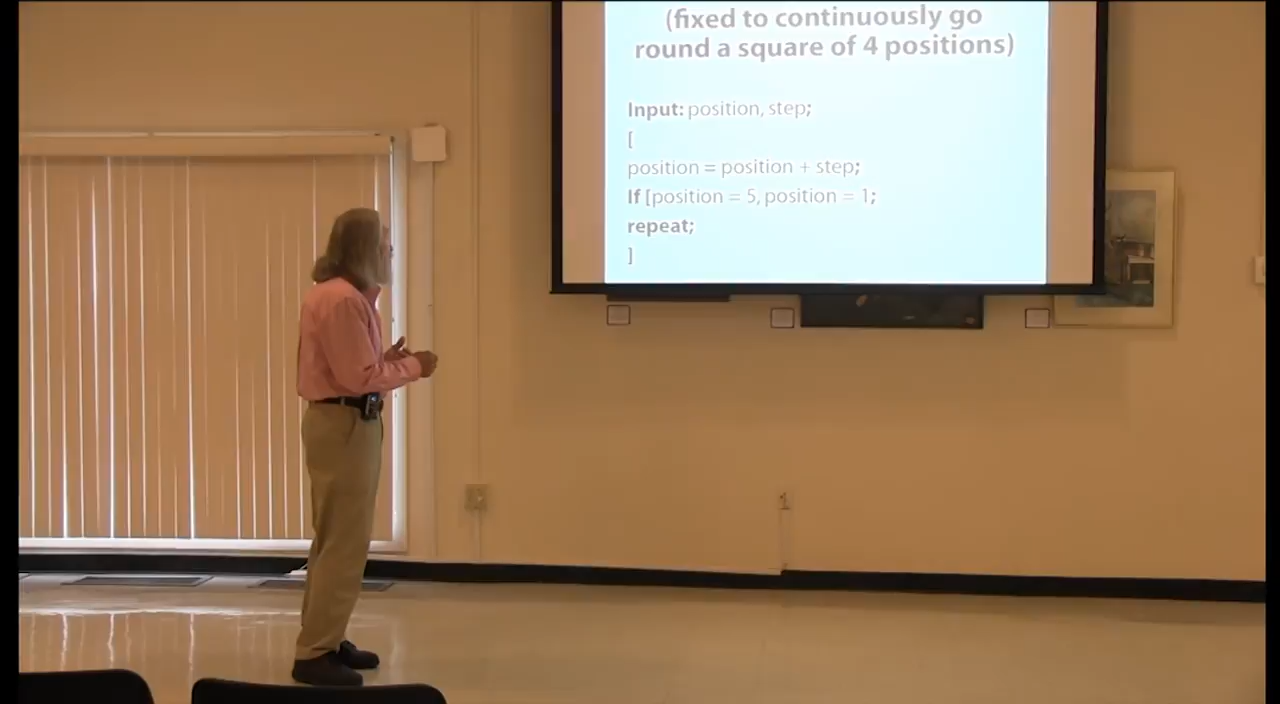 (fixed to continuously go
round a square of 4 positions)
Input: position, step;
[
position = position + step;
If [position = 5, position = 1;
repeat;
]